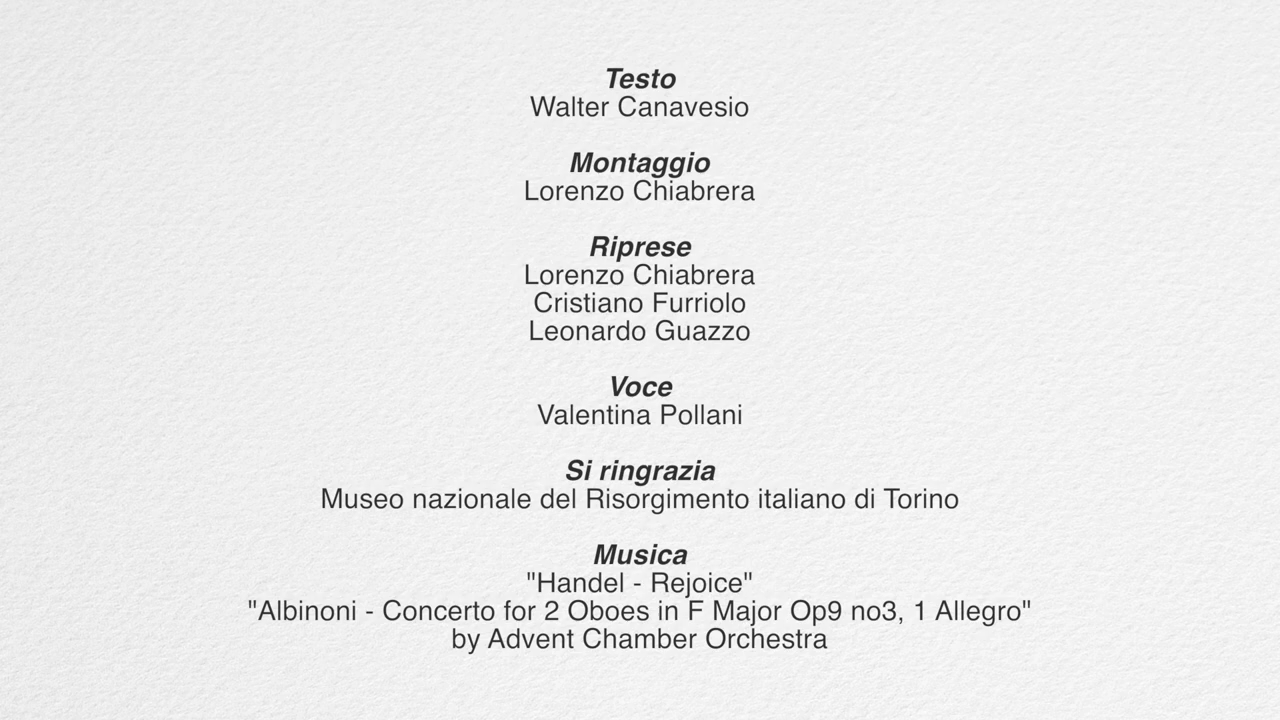 Testo
Walter Canavesio
Montaggio
Lorenzo Chiabrera
Riprese
Lorenzo Chiabrera
Cristiano Furriolo
Leonardo Guazzo
Voce
Valentina Pollani
Si ringrazia
Museo nazionale del Risorgimento italiano di Torino
Musica
"Handel - Rejoice"
"Albinoni - Concerto for 2 Oboes in F Major Op9 no3, 1 Allegro"
by Advent Chamber Orchestra